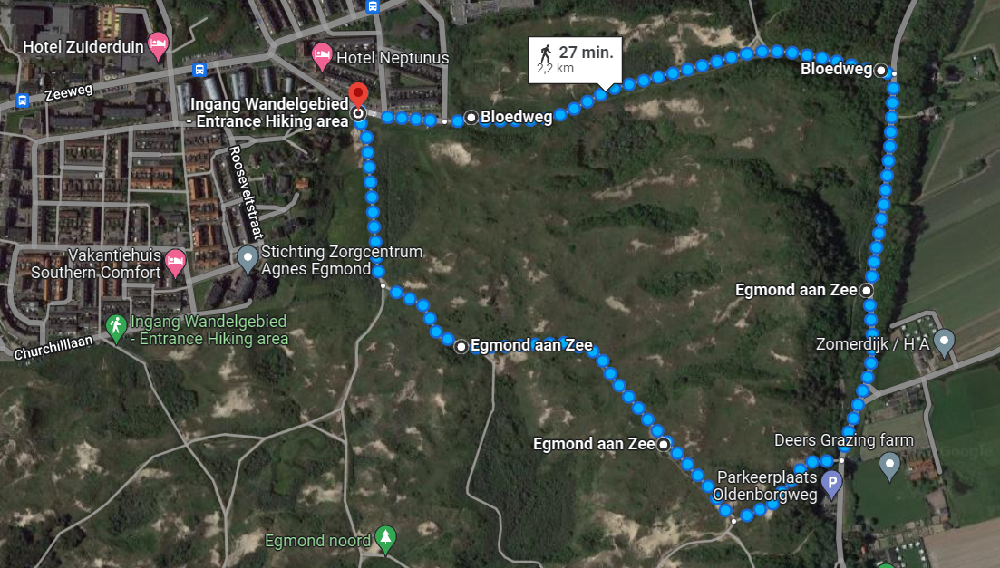 Hotel Zuiderduin
Hotel Neptunus
27 min.
2,2 km
Bloedweg
Zeeweg
Ingang Wandelgebied
- Entrance Hiking area
Bloedweg
Rooseveltstraat
Vakantiehuis
Southern Comfort
Stichting Zorgcentrum
Agnes Egmond
Egmond aan Zee
Ingang Wandelgebied
- Entrance Hiking area
Churchilllaan
Egmond aan Zee
Zomerdijk / H A
Egmond aan Zee
Deers Grazing farm
Parkeerplaats
Oldenborgweg
P
Egmond noord
Google